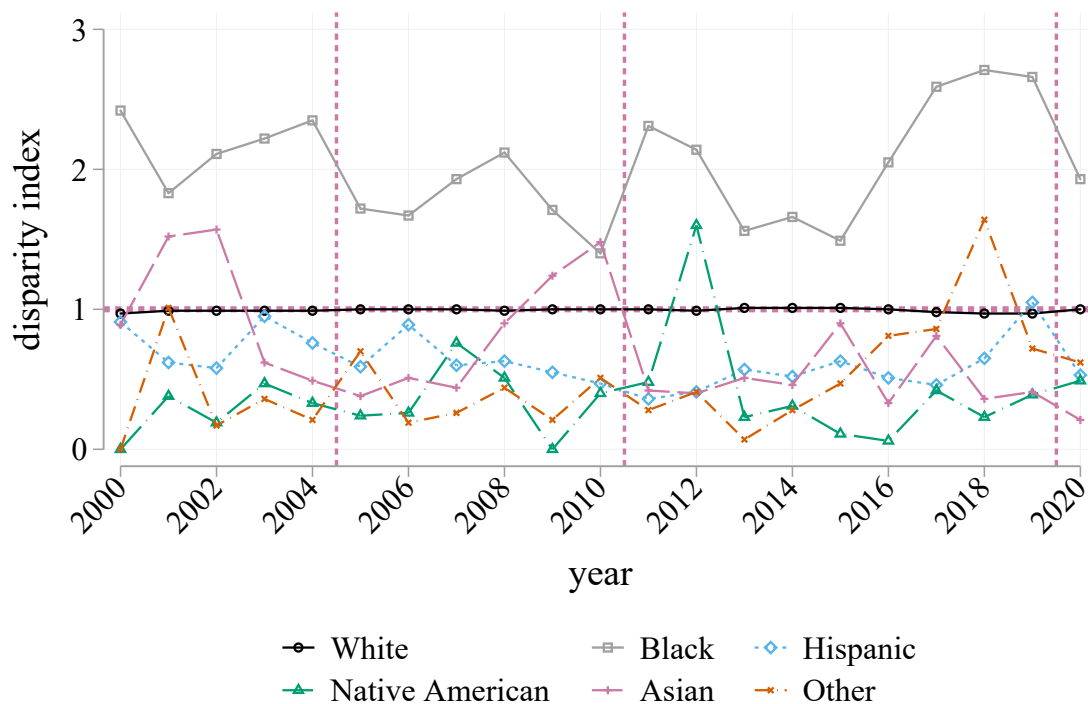 3
2
1
0
disparity index
2000 2002 2004 2006 2008 2010 2012 2014 2016 2018 2020
year
White Black Hispanic
Native American Asian Other